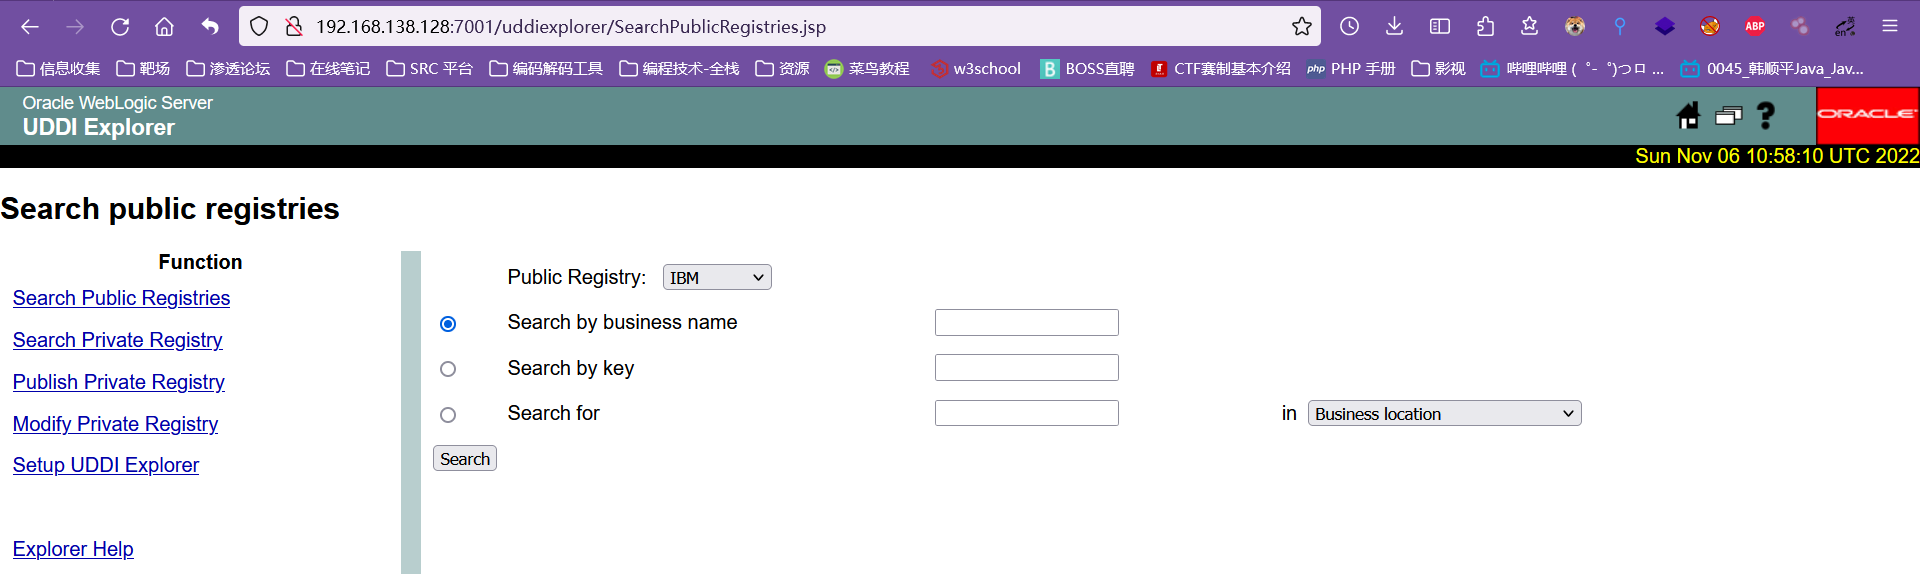 192.168.138.128:7001/uddiexplorer/SearchPublicRegistries.jsp
ABP
英
en
信息收集 靶场 渗透论坛 在线笔记 SRC 平台 编码解码工具 编程技术-全栈 资源 菜鸟教程 w3school BOSS直聘 CTF赛制基本介绍 php PHP 手册 影视 哔哩哔哩 (゜-゜)つロ ... 0045_韩顺平Java_Jav...
Oracle WebLogic Server
UDDI Explorer
ORACLE
Sun Nov 06 10:58:10 UTC 2022
Search public registries
Function
Search Public Registries
Search Private Registry
Publish Private Registry
Modify Private Registry
Setup UDDI Explorer
Explorer Help
Public Registry: IBM
Search by business name
Search by key
Search for in Business location
Search